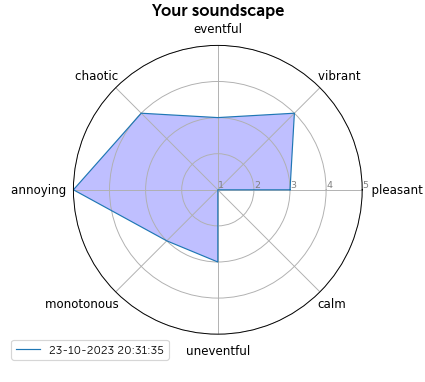 Your soundscape
eventful
chaotic
vibrant
annoying
1 2 3 4 5
pleasant
monotonous
calm
uneventful
23-10-2023 20:31:35